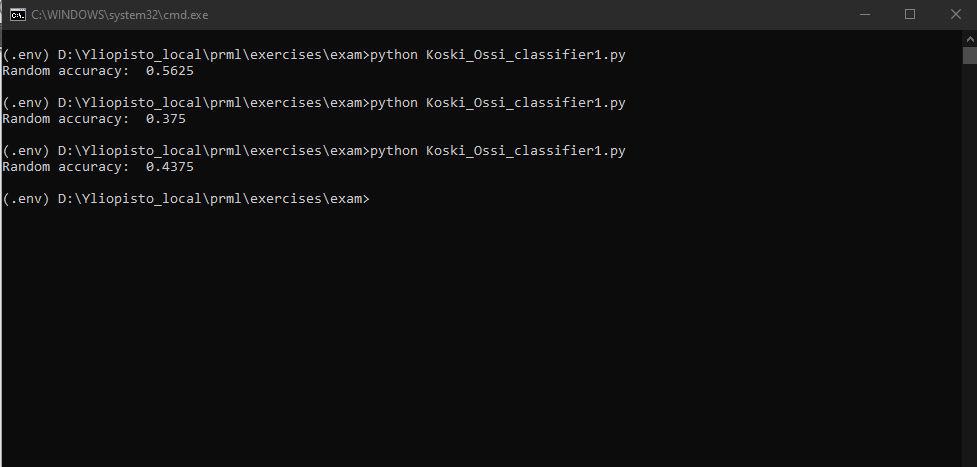 C:\WINDOWS\system32\cmd.exe
(.env) D:\Yliopisto_local\prml\exercises\exam>python Koski_Ossi_classifier1.py
Random accuracy:  0.5625
(.env) D:\Yliopisto_local\prml\exercises\exam>python Koski_Ossi_classifier1.py
Random accuracy:  0.375
(.env) D:\Yliopisto_local\prml\exercises\exam>python Koski_Ossi_classifier1.py
Random accuracy:  0.4375
(.env) D:\Yliopisto_local\prml\exercises\exam>